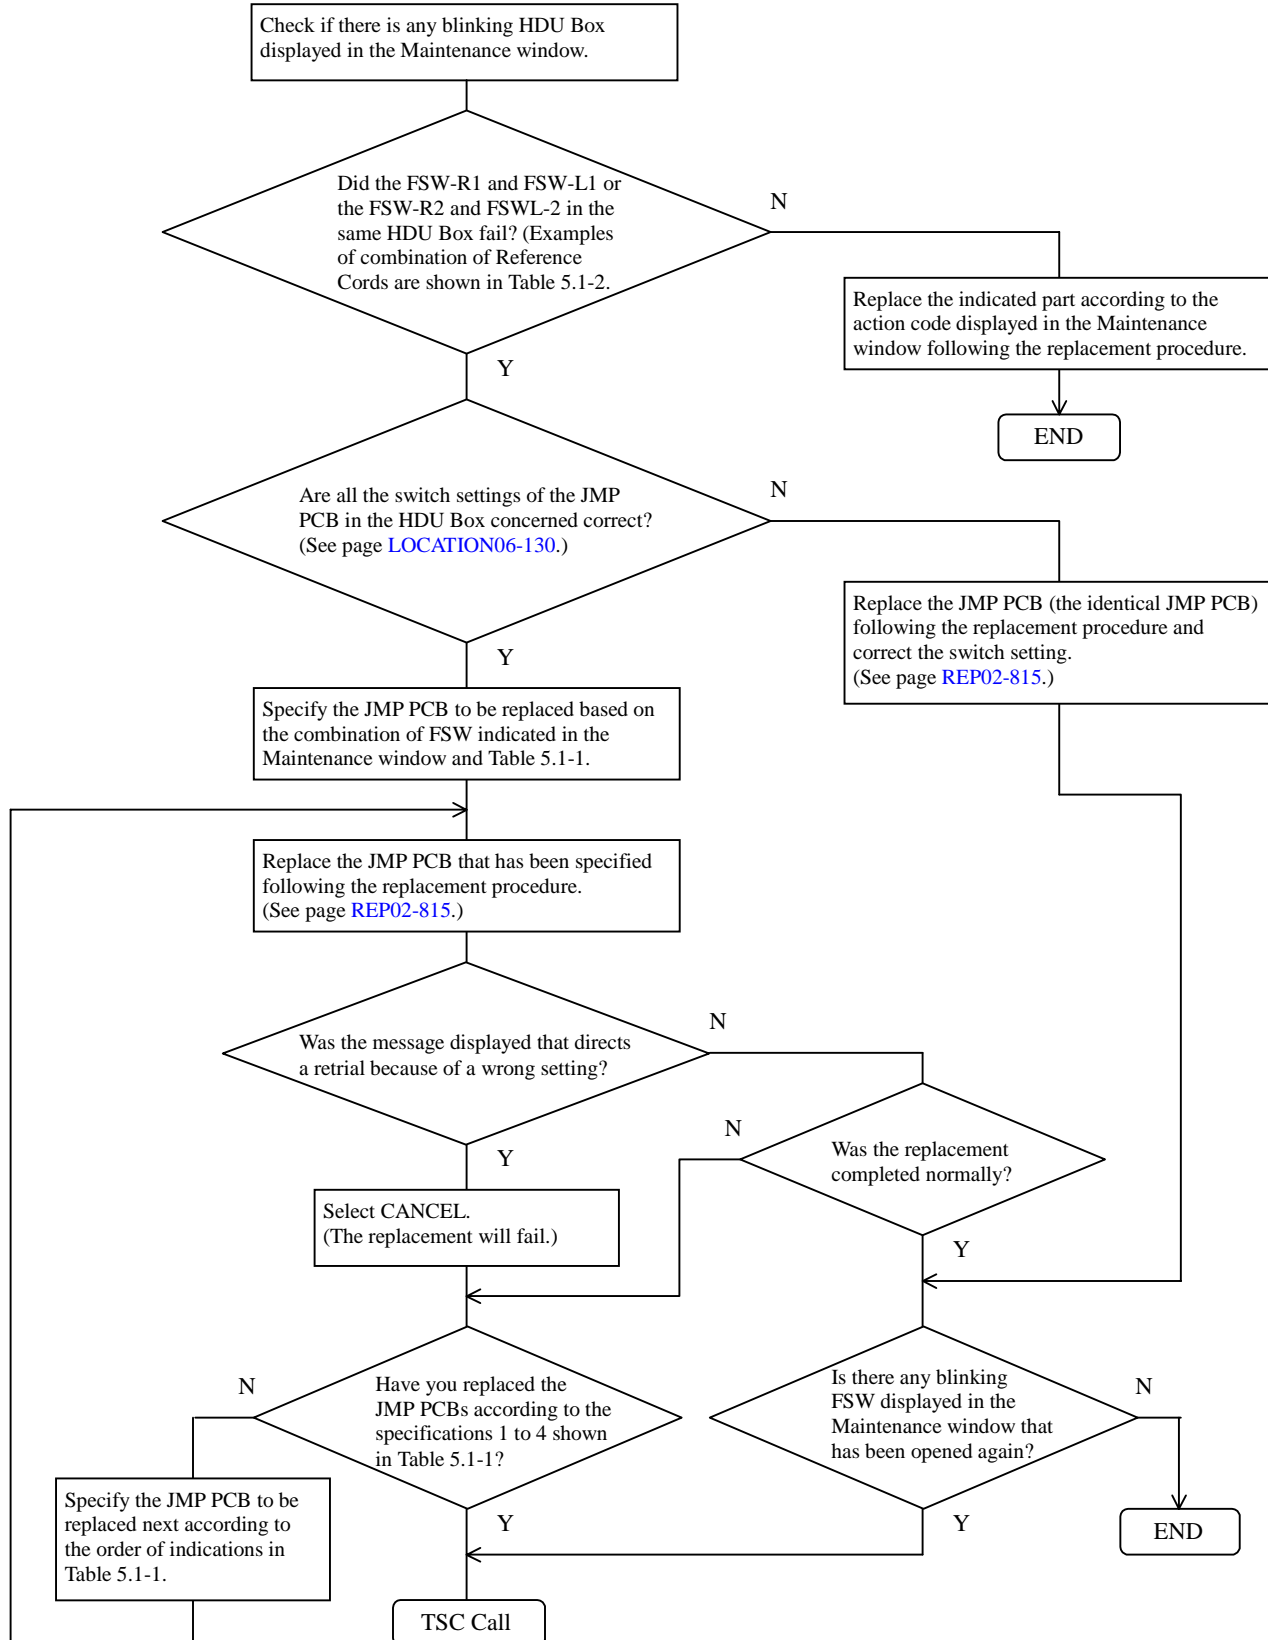 Check if there is any blinking HDU Box
displayed in the Maintenance window.
Did the FSW-R1 and FSW-L1 or
the FSW-R2 and FSWL-2 in the
same HDU Box fail? (Examples
of combination of Reference
Cords are shown in Table 5.1-2.
N
Replace the indicated part according to the
action code displayed in the Maintenance
window following the replacement procedure.
END
Y
Are all the switch settings of the JMP
PCB in the HDU Box concerned correct?
(See page LOCATION06-130.)
N
Replace the JMP PCB (the identical JMP PCB)
following the replacement procedure and
correct the switch setting.
(See page REP02-815.)
Y
Specify the JMP PCB to be replaced based on
the combination of FSW indicated in the
Maintenance window and Table 5.1-1.
Replace the JMP PCB that has been specified
following the replacement procedure.
(See page REP02-815.)
Was the message displayed that directs
a retrial because of a wrong setting?
N
Y
Was the replacement
completed normally?
N
Y
Select CANCEL.
(The replacement will fail.)
Have you replaced the
JMP PCBs according to the
specifications 1 to 4 shown
in Table 5.1-1?
N
Y
Is there any blinking
FSW displayed in the
Maintenance window that
has been opened again?
N
Y
END
Specify the JMP PCB to be
replaced next according to
the order of indications in
Table 5.1-1.
TSC Call